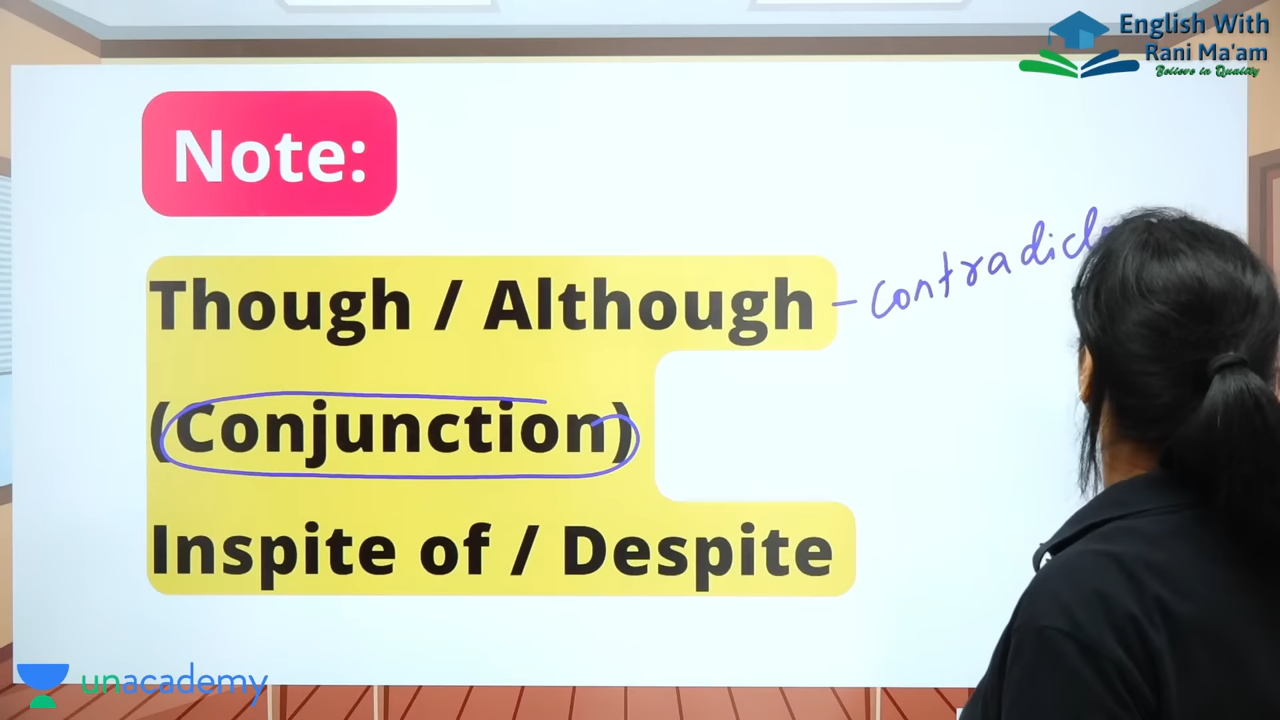 English With
Rani Ma'am
Believe in Quality
Note:
Though / Although
(Conjunction)
Inspite of / Despite
unacademy